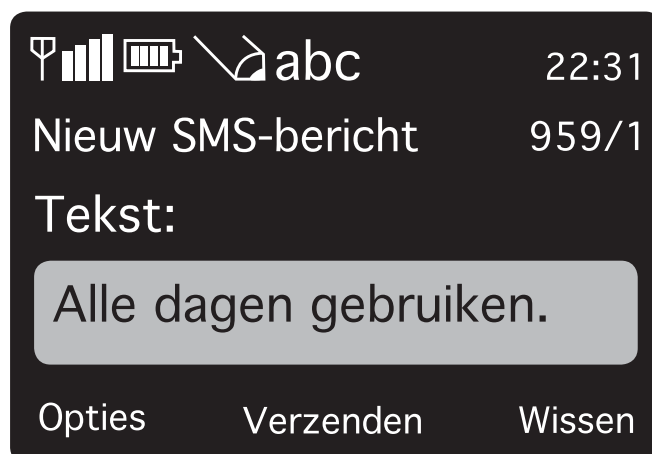 abc 22:31
Nieuw SMS-bericht 959/1
Tekst:
Alle dagen gebruiken.
Opties Verzenden Wissen